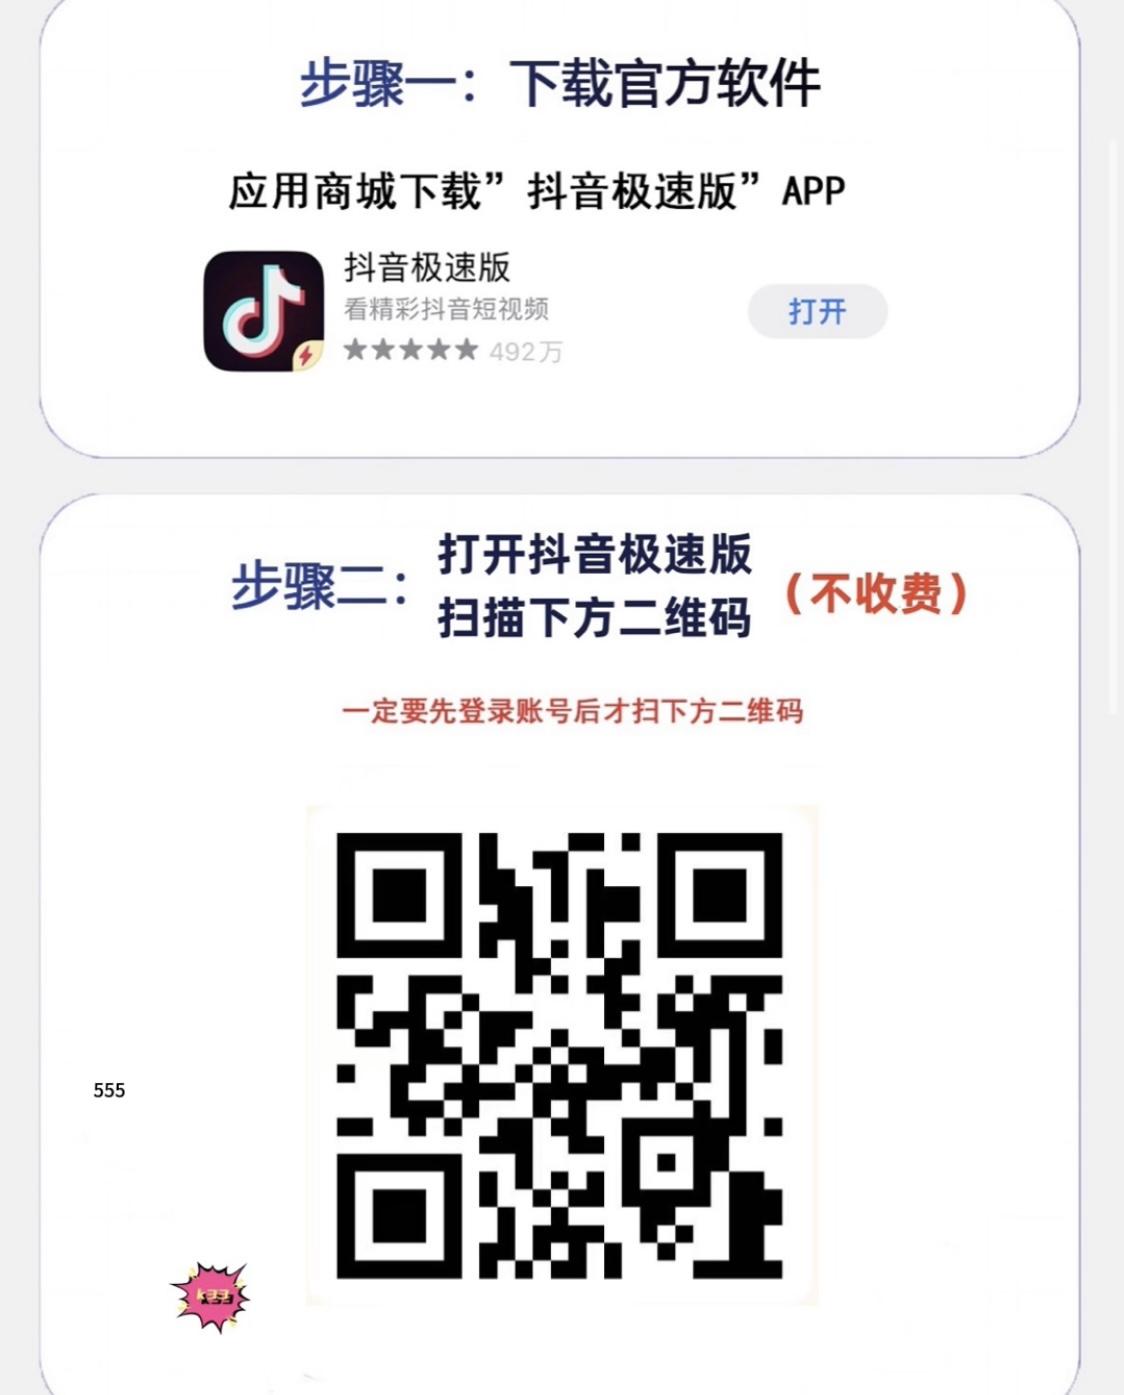 步骤一：下载官方软件
应用商城下载”抖音极速版”APP
抖音极速版
看精彩抖音短视频
492万
打开
步骤二：
打开抖音极速版
扫描下方二维码
（不收费）
一定要先登录账号后才扫下方二维码
555
k33